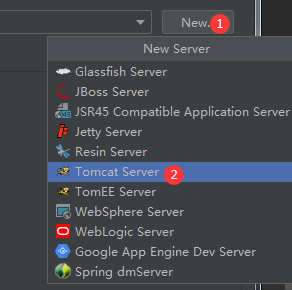 New. 1
New Server
Glassfish Server
JBoss Server
JSR45 Compatible Application Server
Jetty Server
Resin Server
Tomcat Server 2
TomEE Server
WebSphere Server
WebLogic Server
Google App Engine Dev Server
Spring dmServer